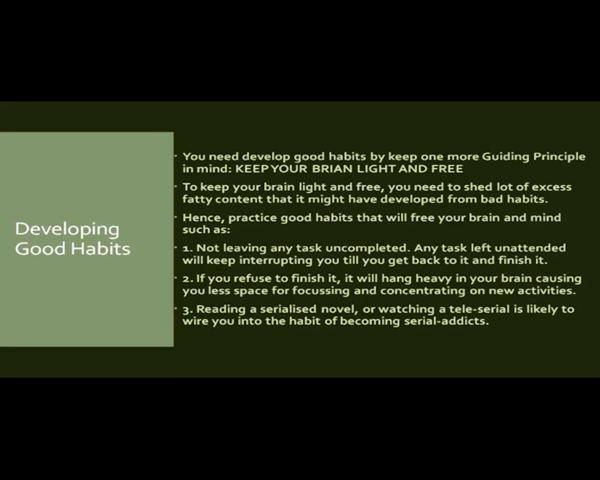 Developing
Good Habits
You need develop good habits by keep one more Guiding Principle
in mind: KEEP YOUR BRIAN LIGHT AND FREE
To keep your brain light and free, you need to shed lot of excess
fatty content that it might have developed from bad habits.
Hence, practice good habits that will free your brain and mind
such as:
1. Not leaving any task uncompleted. Any task left unattended
will keep interrupting you till you get back to it and finish it.
2. If you refuse to finish it, it will hang heavy in your brain causing
you less space for focussing and concentrating on new activities.
3. Reading a serialised novel, or watching a tele-serial is likely to
wire you into the habit of becoming serial-addicts.